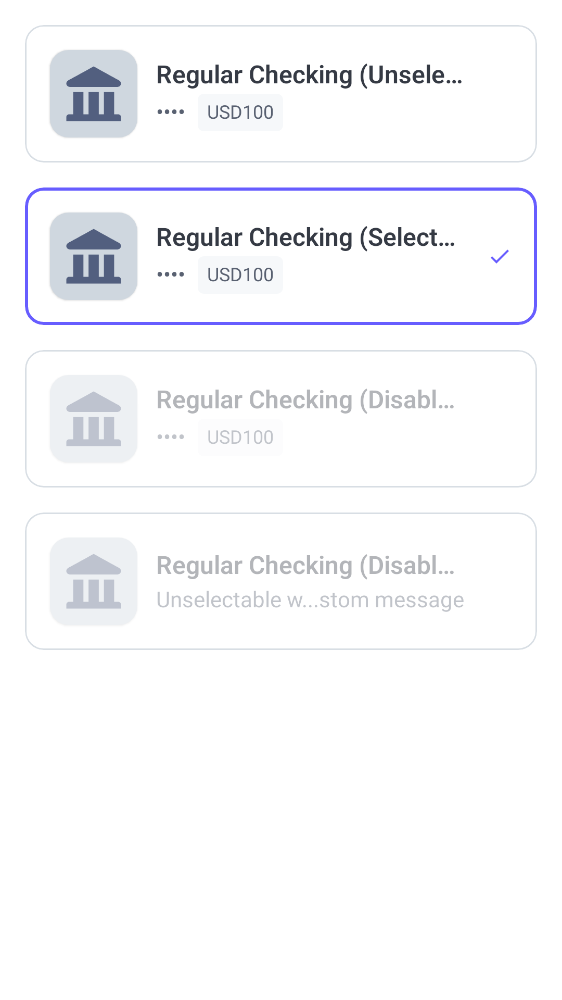 Regular Checking (Unsele...
•••• USD100
Regular Checking (Select...
•••• USD100
Regular Checking (Disabl...
•••• USD100
Regular Checking (Disabl...
Unselectable w...stom message